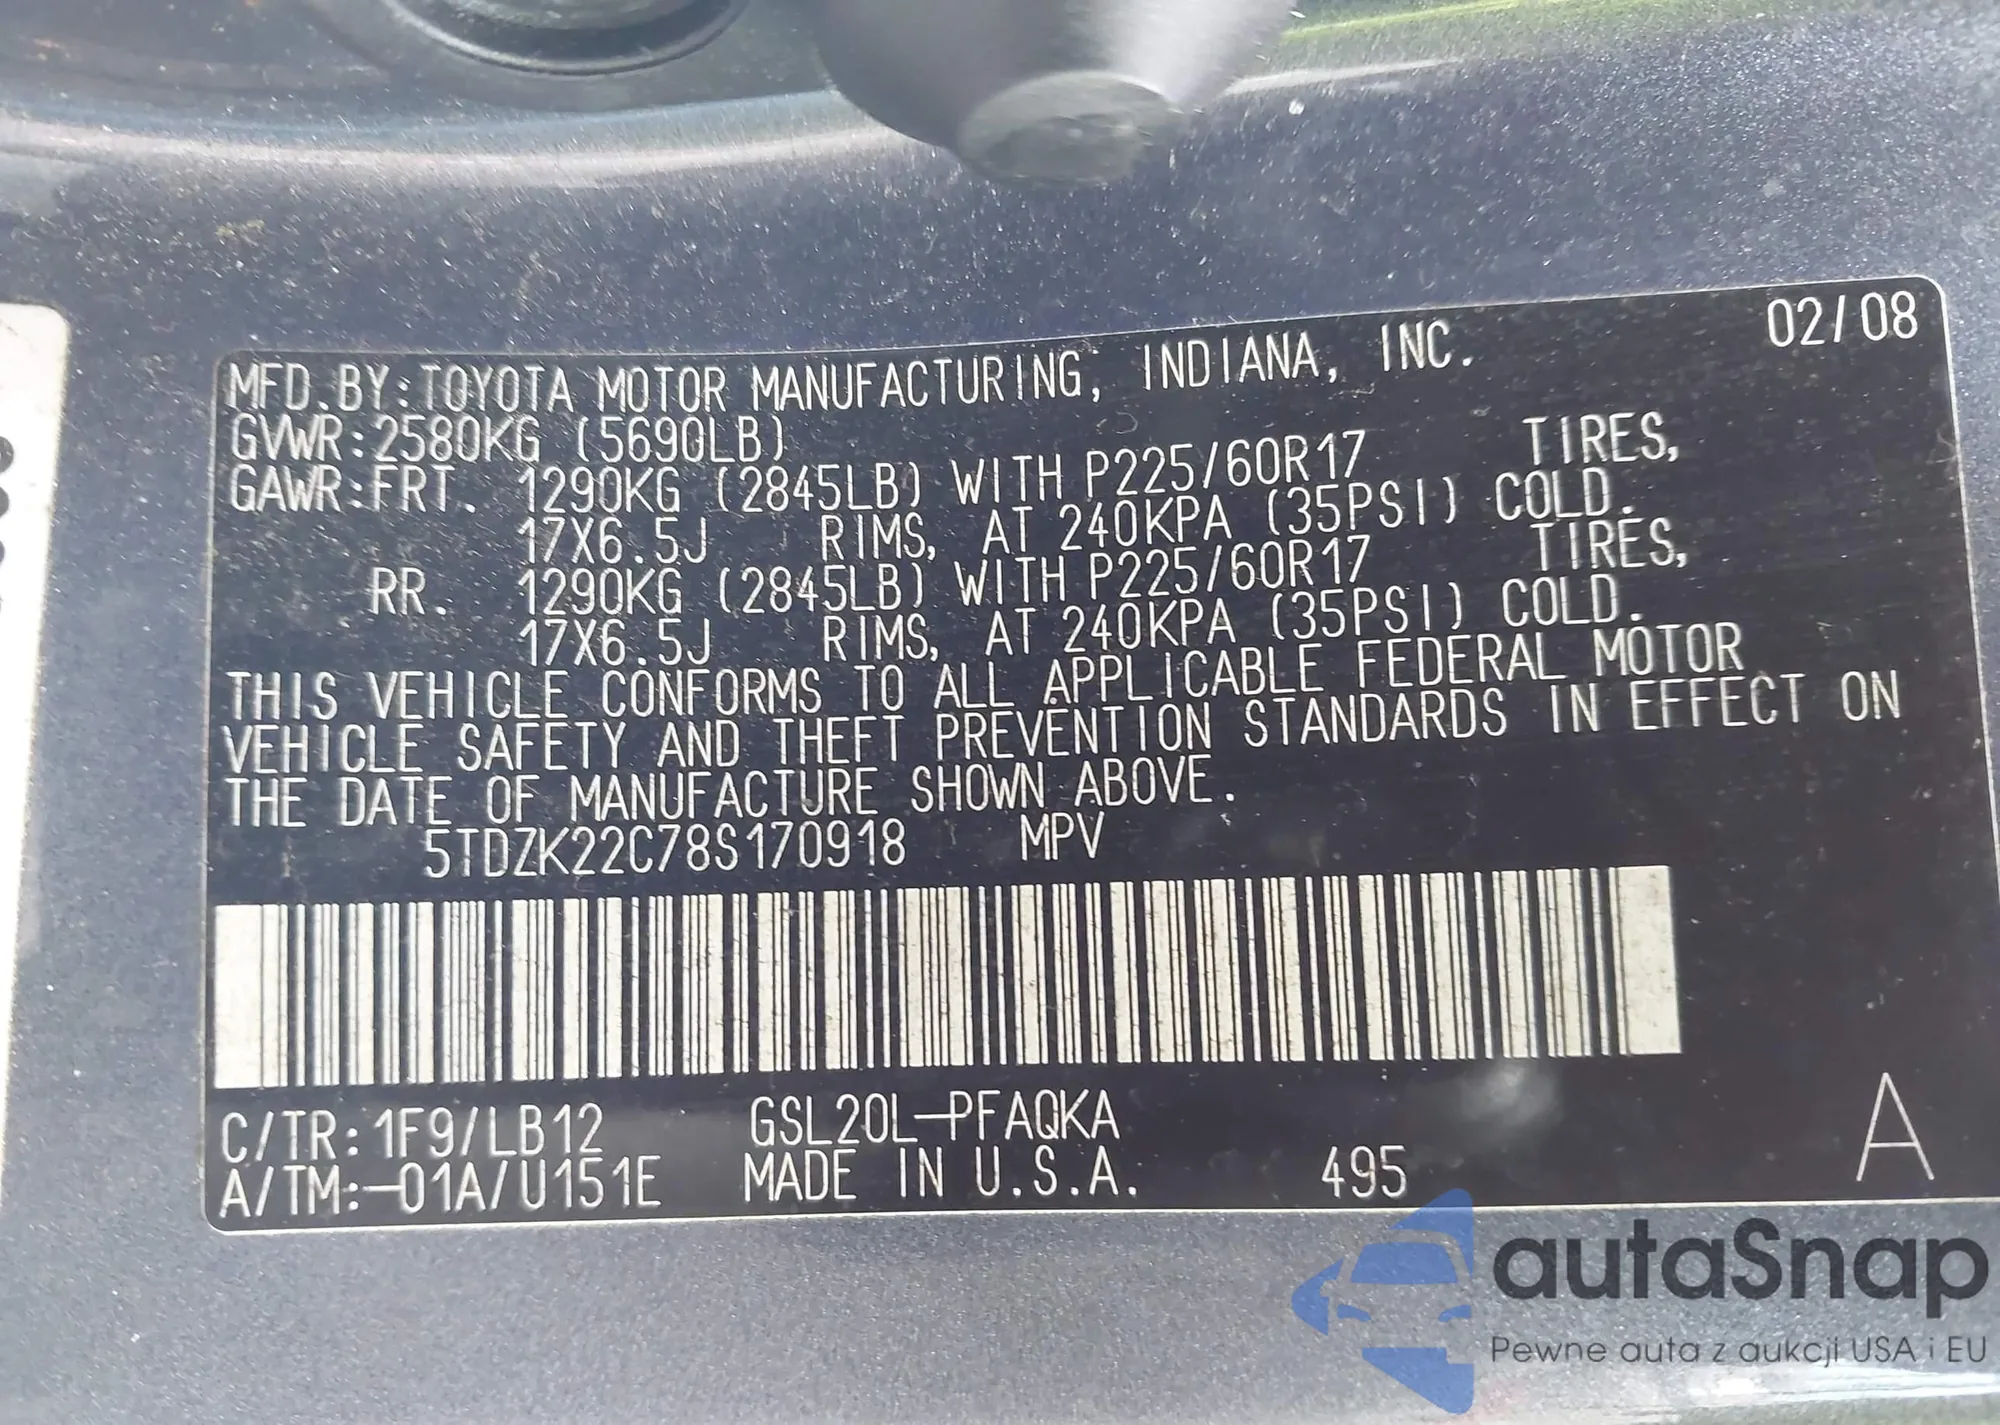 02/08
MFD.BY:TOYOTA MOTOR MANUFACTURING, INDIANA, INC.
GVWR:2580KG (5690LB)
GAWR:FRT. 1290KG (2845LB) WITH P225/60R17 TIRES,
17X6.5J RIMS, AT 240KPA (35PSI) COLD.
RR. 1290KG (2845LB) WITH P225/60R17 TIRES,
17X6.5J RIMS, AT 240KPA (35PSI) COLD.
THIS VEHICLE CONFORMS TO ALL APPLICABLE FEDERAL MOTOR
VEHICLE SAFETY AND THEFT PREVENTION STANDARDS IN EFFECT ON
THE DATE OF MANUFACTURE SHOWN ABOVE.
5TDZK22C78S170918 MPV
C/TR:1F9/LB12 GSL20L-PFAQKA
A/TM:-01A/U151E MADE IN U.S.A. 495 A
autaSnap
Pewne auta z aukcji USA i EU